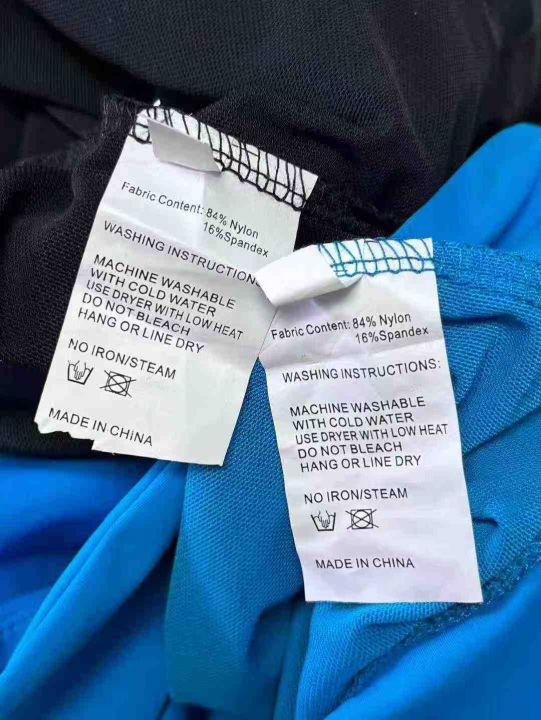 Fabric Content: 84% Nylon
16%Spandex
WASHING INSTRUCTION
MACHINE WASHABLE
WITH COLD WATER
USE DRYER WITH LOW HEAT
DO NOT BLEACH
HANG OR LINE DRY
NO IRON/STEAM
MADE IN CHiNA
Fabric Content: 84% Nylon
16%Spandex
WASHING INSTRUCTIONS:
MACHINE WASHABLE
WITH COLD WATER
USE DRYER WITH LOW HEAT
DO NOT BLEACH
HANG OR LINE DRY
NO IRON/STEAM
MADE IN CHINA